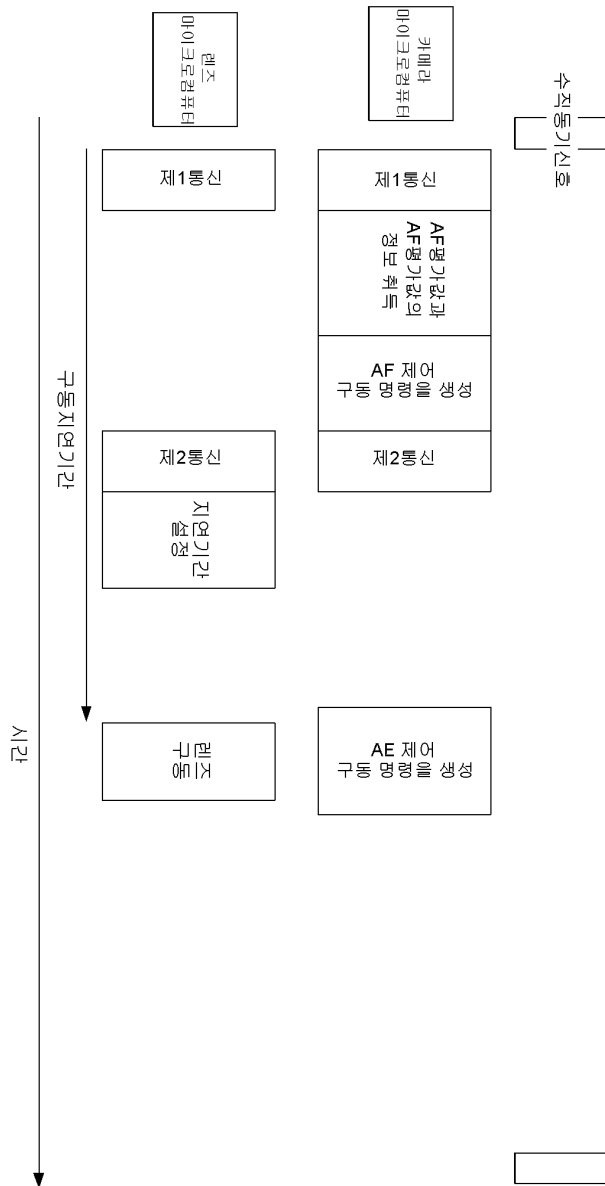 수직동기신호
카메라
마이크로컴퓨터
제1통신
AF평가값과
AF평가값의
정보 취득
AF 제어
구동 명령을 생성
제2통신
AE 제어
구동 명령을 생성
렌즈
마이크로컴퓨터
제1통신
제2통신
지연기간
설정
렌즈
구동
구동지연기간
시간